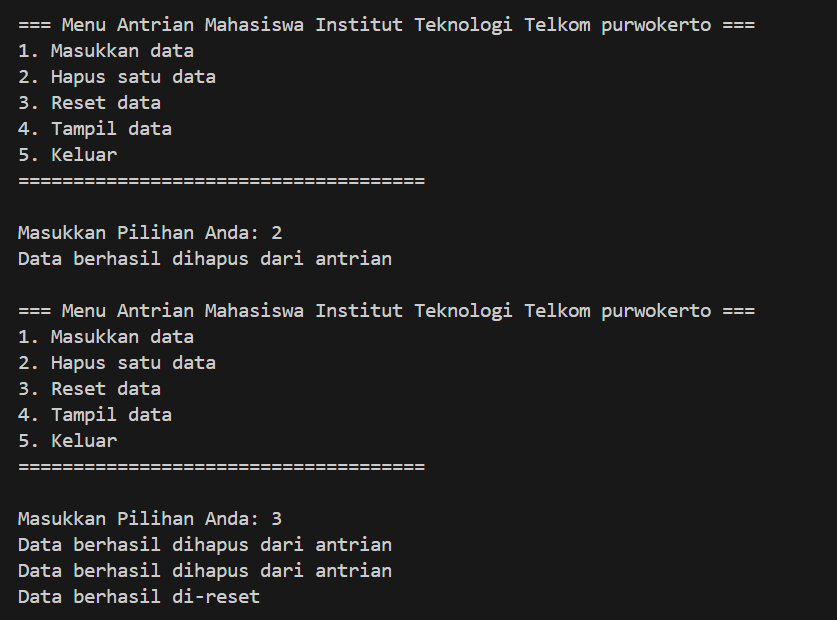 === Menu Antrian Mahasiswa Institut Teknologi Telkom purwokerto ===
1. Masukkan data
2. Hapus satu data
3. Reset data
4. Tampil data
5. Keluar
=====================================
Masukkan Pilihan Anda: 2
Data berhasil dihapus dari antrian
=== Menu Antrian Mahasiswa Institut Teknologi Telkom purwokerto ===
1. Masukkan data
2. Hapus satu data
3. Reset data
4. Tampil data
5. Keluar
=====================================
Masukkan Pilihan Anda: 3
Data berhasil dihapus dari antrian
Data berhasil dihapus dari antrian
Data berhasil di-reset